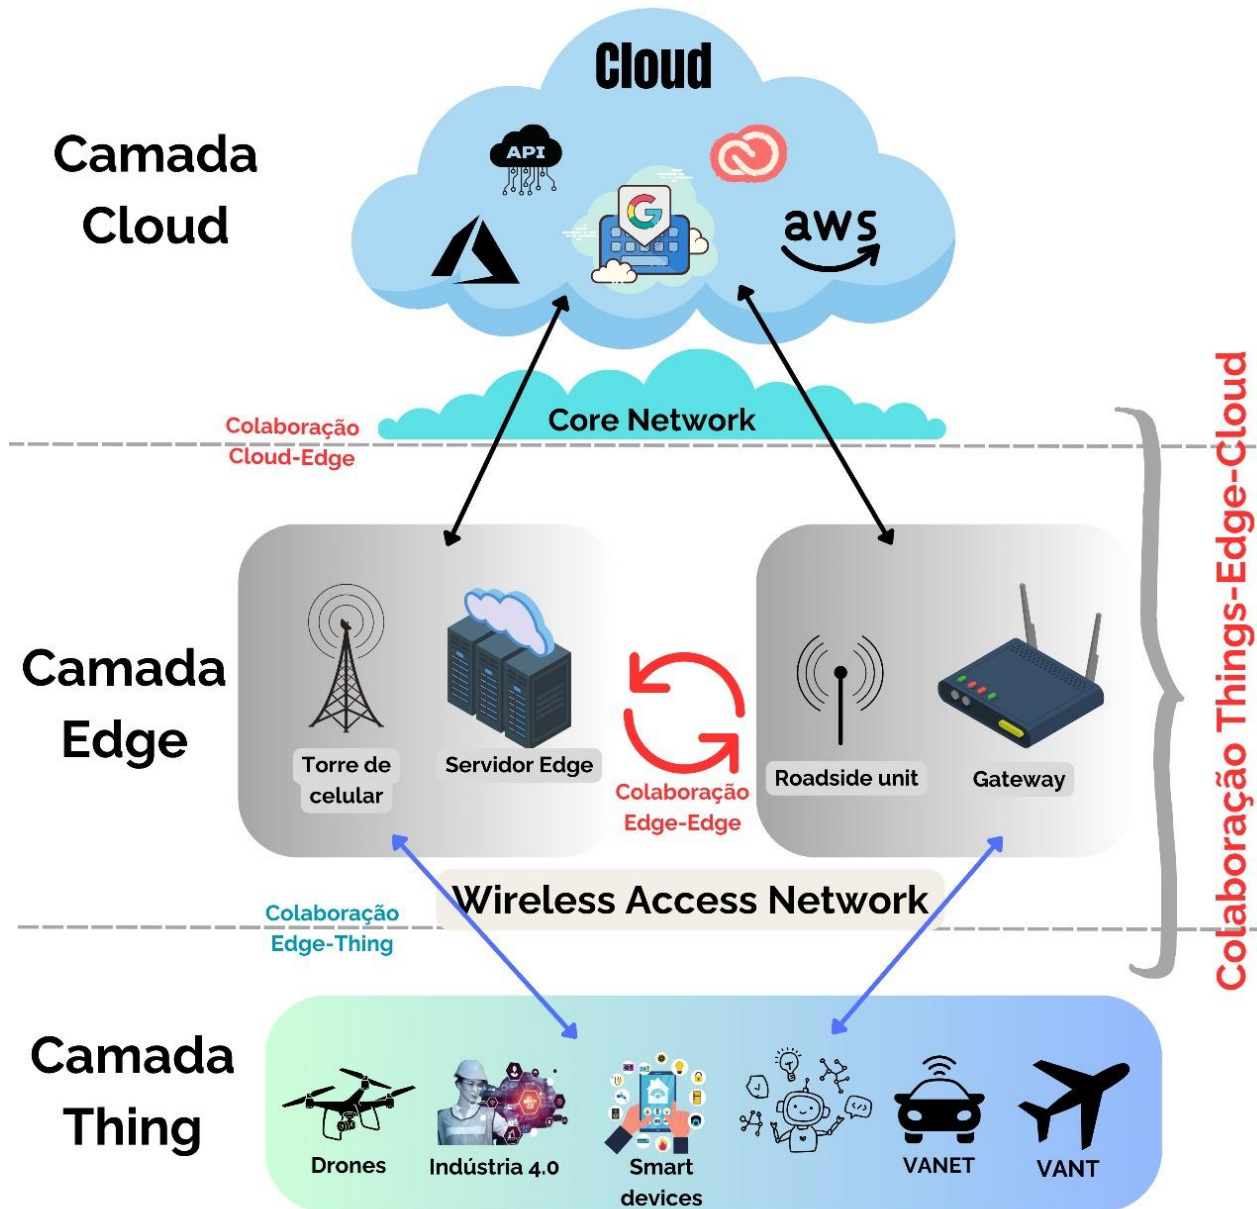 Cloud
Camada
Cloud
API
G
aws
Core Network
Colaboração
Cloud-Edge
Colaboração Things-Edge-Cloud
Camada
Edge
Torre de
celular
Servidor Edge
Colaboração
Edge-Edge
Roadside unit
Gateway
Wireless Access Network
Colaboração
Edge-Thing
Camada
Thing
Drones
Indústria 4.0
Smart
devices
VANET
VANT